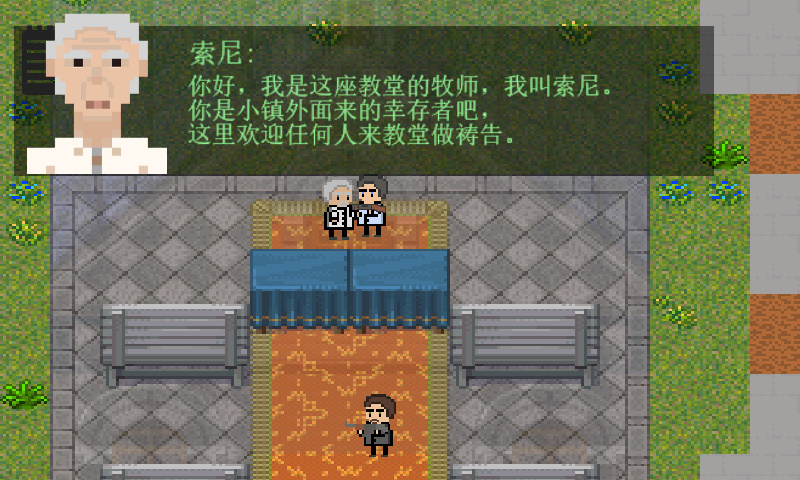 索尼:
你好，我是这座教堂的牧师，我叫索尼。
你是小镇外面来的幸存者吧，
这里欢迎任何人来教堂做祷告。